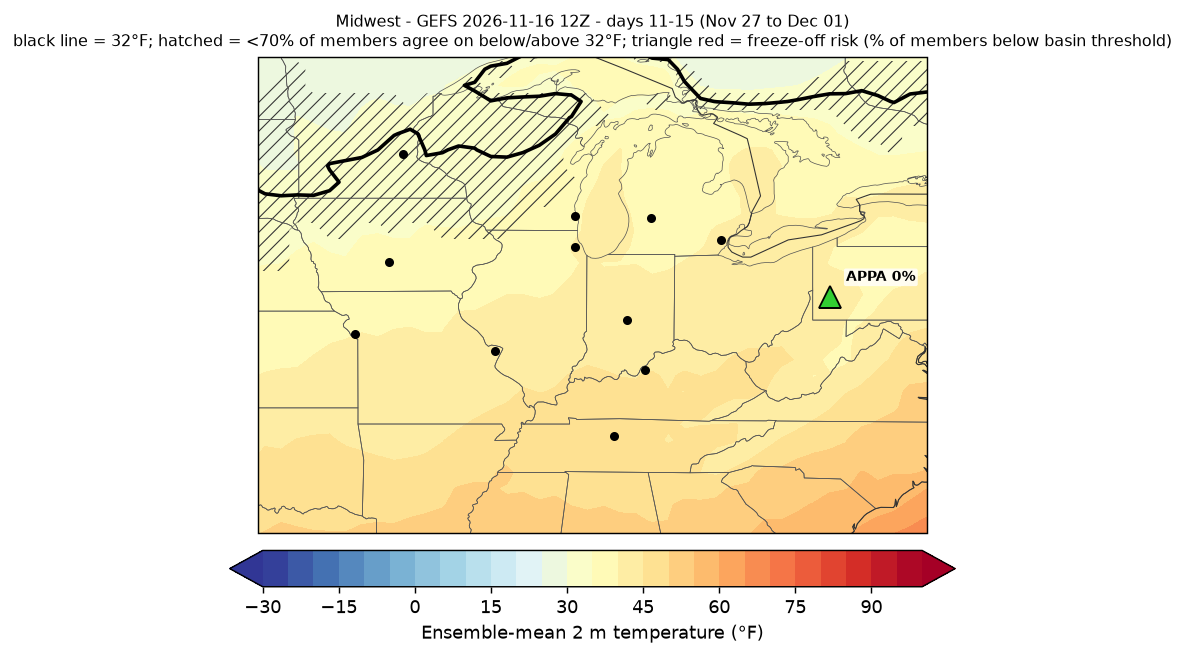 Midwest - GEFS 2026-11-16 12Z - days 11-15 (Nov 27 to Dec 01)
black line = 32°F; hatched = <70% of members agree on below/above 32°F; triangle red = freeze-off risk (% of members below basin threshold)
APPA 0%
−30 −15 0 15 30 45 60 75 90
Ensemble-mean 2 m temperature (°F)